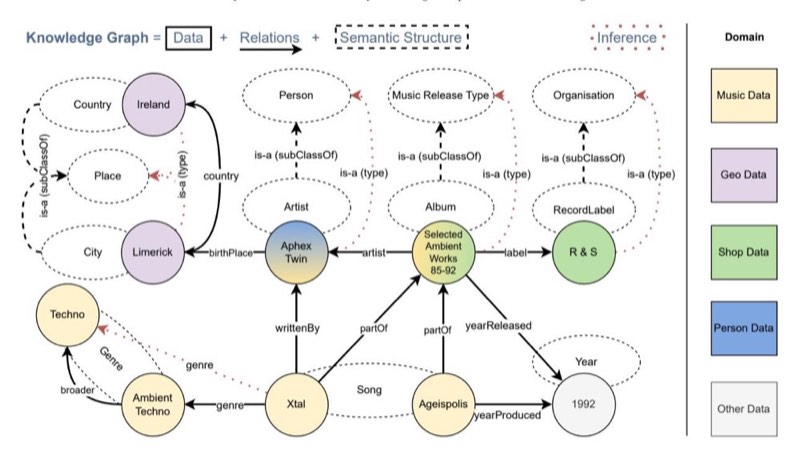 Knowledge Graph = Data + Relations + Semantic Structure
Inference
Domain
Country
Ireland
Person
Music Release Type
Organisation
Music Data
is-a (subClassOf)
Place
is-a (type)
country
is-a (subClassOf)
is-a (type)
is-a (subClassOf)
is-a (type)
is-a (subClassOf)
is-a (type)
Geo Data
Artist
Album
RecordLabel
City
Limerick
birthPlace
Aphex
Twin
artist
Selected
Ambient
Works
85-92
label
R & S
Shop Data
Techno
Genre
genre
writtenBy
partOf
partOf
yearReleased
Person Data
broader
Ambient
Techno
genre
Xtal
Song
Ageispolis
yearProduced
Year
1992
Other Data